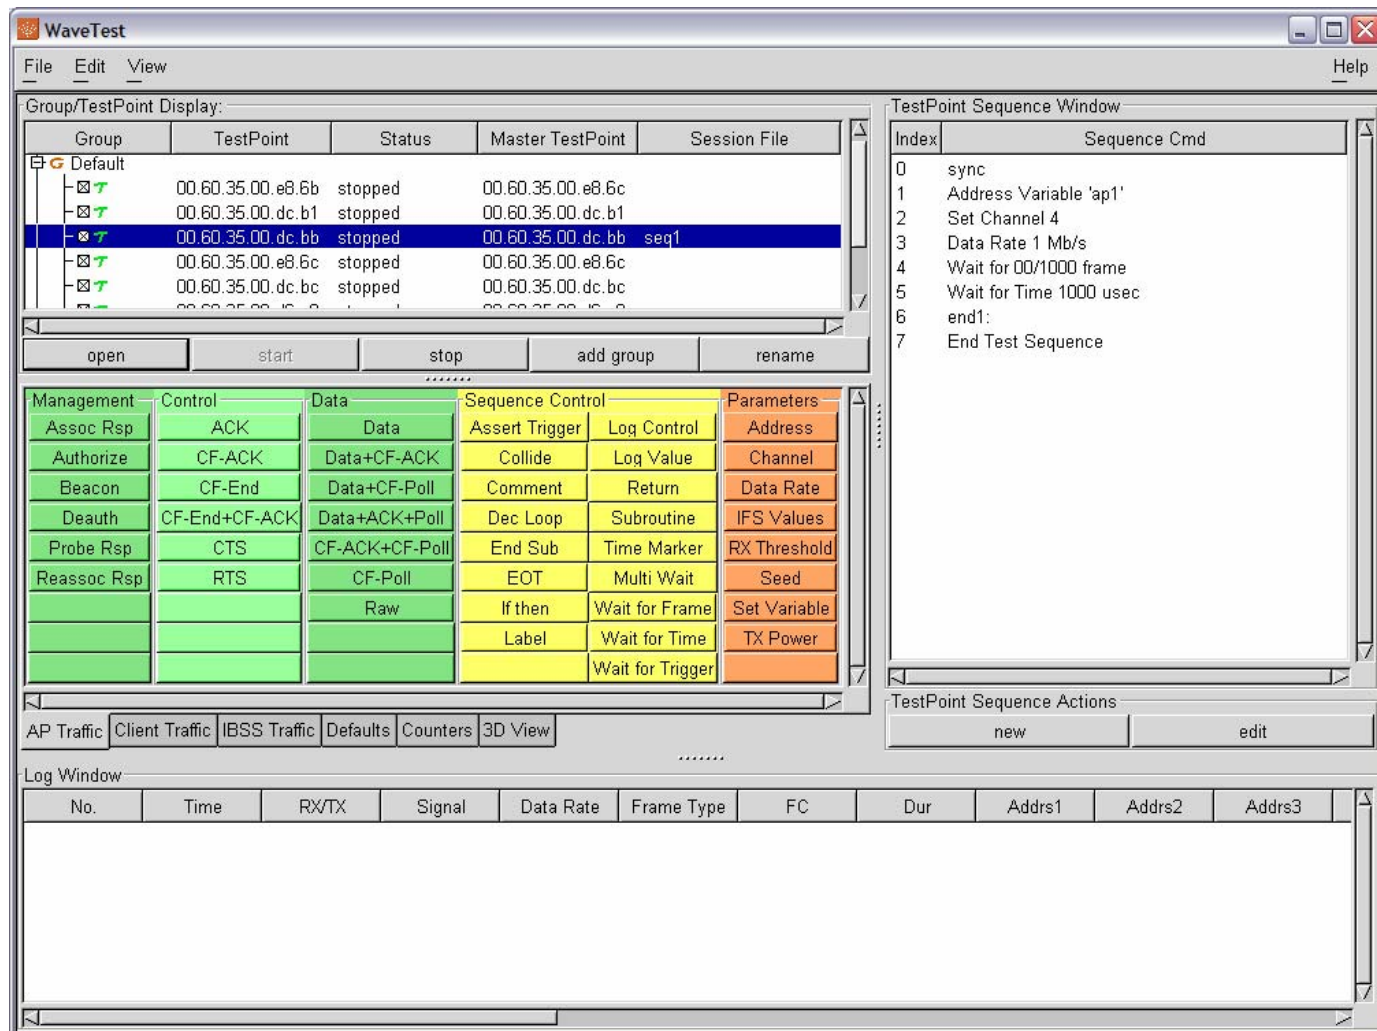 WaveTest
File Edit View Help
Group/TestPoint Display:
Group TestPoint Status Master TestPoint Session File
Default
00.60.35.00.e8.6b stopped 00.60.35.00.e8.6c
00.60.35.00.dc.b1 stopped 00.60.35.00.dc.b1
00.60.35.00.dc.bb stopped 00.60.35.00.dc.bb seq1
00.60.35.00.e8.6c stopped 00.60.35.00.e8.6c
00.60.35.00.dc.bc stopped 00.60.35.00.dc.bc
open start stop add group rename
TestPoint Sequence Window
Index Sequence Cmd
0 sync
1 Address Variable 'ap1'
2 Set Channel 4
3 Data Rate 1 Mb/s
4 Wait for 00/1000 frame
5 Wait for Time 1000 usec
6 end1:
7 End Test Sequence
Management Control Data Sequence Control Parameters
Assoc Rsp ACK Data Assert Trigger Log Control Address
Authorize CF-ACK Data+CF-ACK Collide Log Value Channel
Beacon CF-End Data+CF-Poll Comment Return Data Rate
Deauth CF-End+CF-ACK Data+ACK+Poll Dec Loop Subroutine IFS Values
Probe Rsp CTS CF-ACK+CF-Poll End Sub Time Marker RX Threshold
Reassoc Rsp RTS CF-Poll EOT Multi Wait Seed
Raw If then Wait for Frame Set Variable
Label Wait for Time TX Power
Wait for Trigger
AP Traffic Client Traffic IBSS Traffic Defaults Counters 3D View
TestPoint Sequence Actions
new edit
Log Window
No. Time RX/TX Signal Data Rate Frame Type FC Dur Addrs1 Addrs2 Addrs3